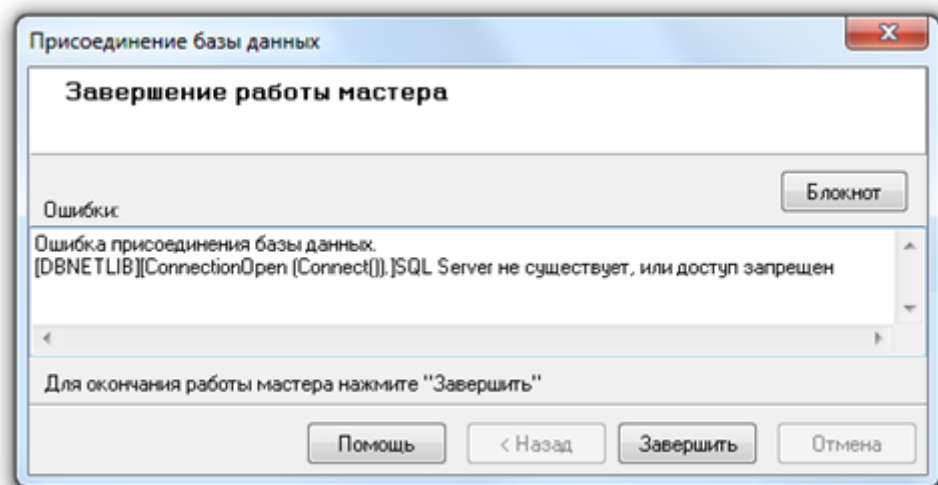 Присоединение базы данных
Завершение работы мастера
Блокнот
Ошибки:
Ошибка присоединения базы данных.
[DBNETLIB][ConnectionOpen (Connect()).]SQL Server не существует, или доступ запрещен
Для окончания работы мастера нажмите "Завершить"
Помощь < Назад Завершить Отмена